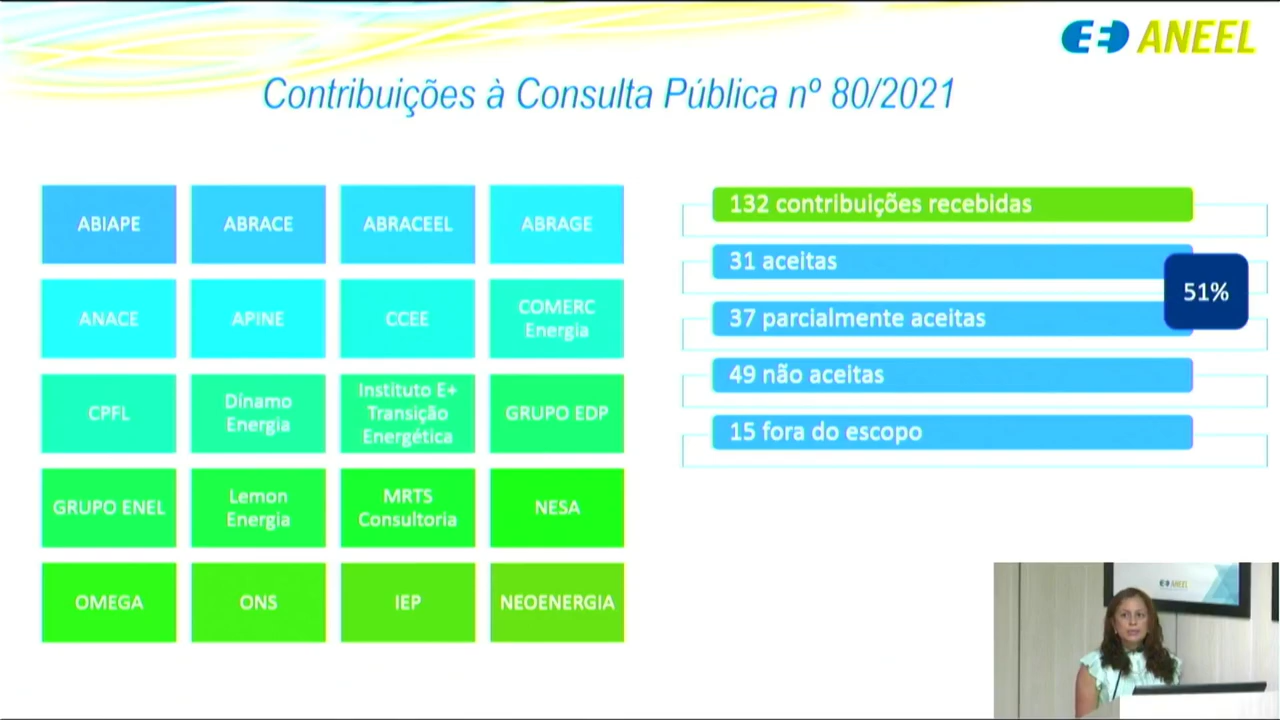 ANEEL
Contribuições à Consulta Pública nº 80/2021
ABIAPE
ABRACE
ABRACEEL
ABRAGE
ANACE
APINE
CCEE
COMERC
Energia
CPFL
Dínamo
Energia
Instituto E+
Transição
Energética
GRUPO EDP
GRUPO ENEL
Lemon
Energia
MRTS
Consultoria
NESA
OMEGA
ONS
IEP
NEOENERGIA
132 contribuições recebidas
31 aceitas
51%
37 parcialmente aceitas
49 não aceitas
15 fora do escopo
ANEEL